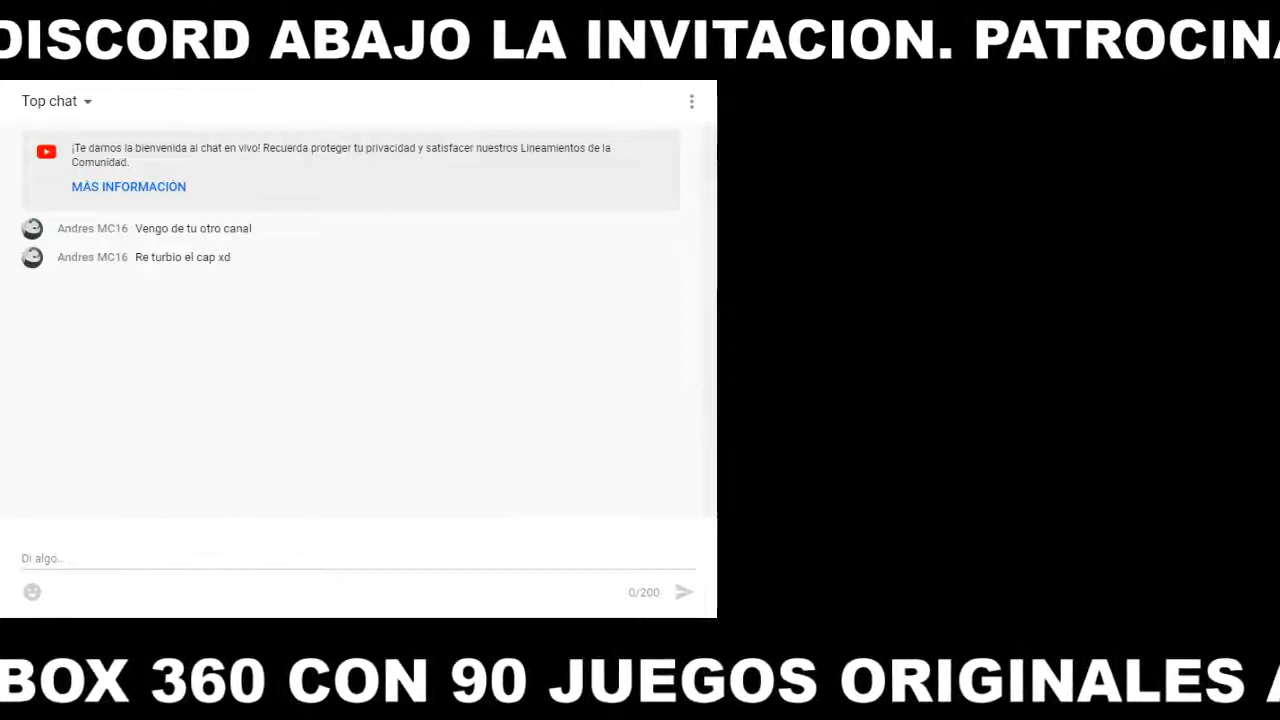 DISCORD ABAJO LA INVITACION. PATROCINA
Top chat
¡Te damos la bienvenida al chat en vivo! Recuerda proteger tu privacidad y satisfacer nuestros Lineamientos de la
Comunidad.
MÁS INFORMACIÓN
Andres MC16 Vengo de tu otro canal
Andres MC16 Re turbio el cap xd
Di algo...
0/200
BOX 360 CON 90 JUEGOS ORIGINALES A